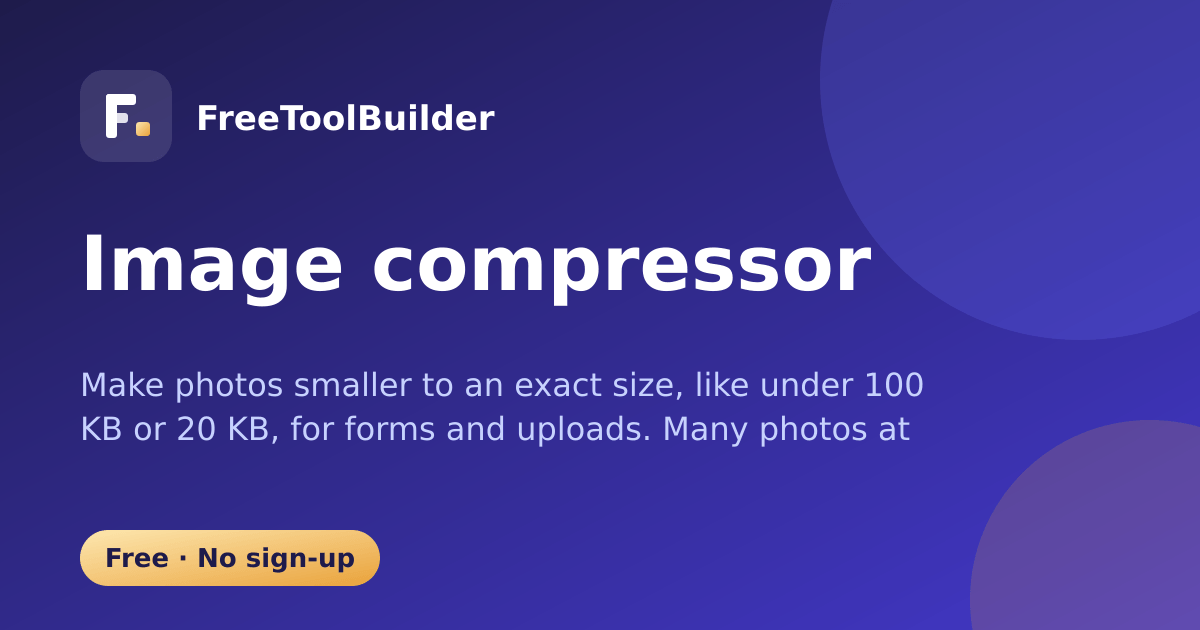 F.
FreeToolBuilder
Image compressor
Make photos smaller to an exact size, like under 100
KB or 20 KB, for forms and uploads. Many photos at
Free · No sign-up